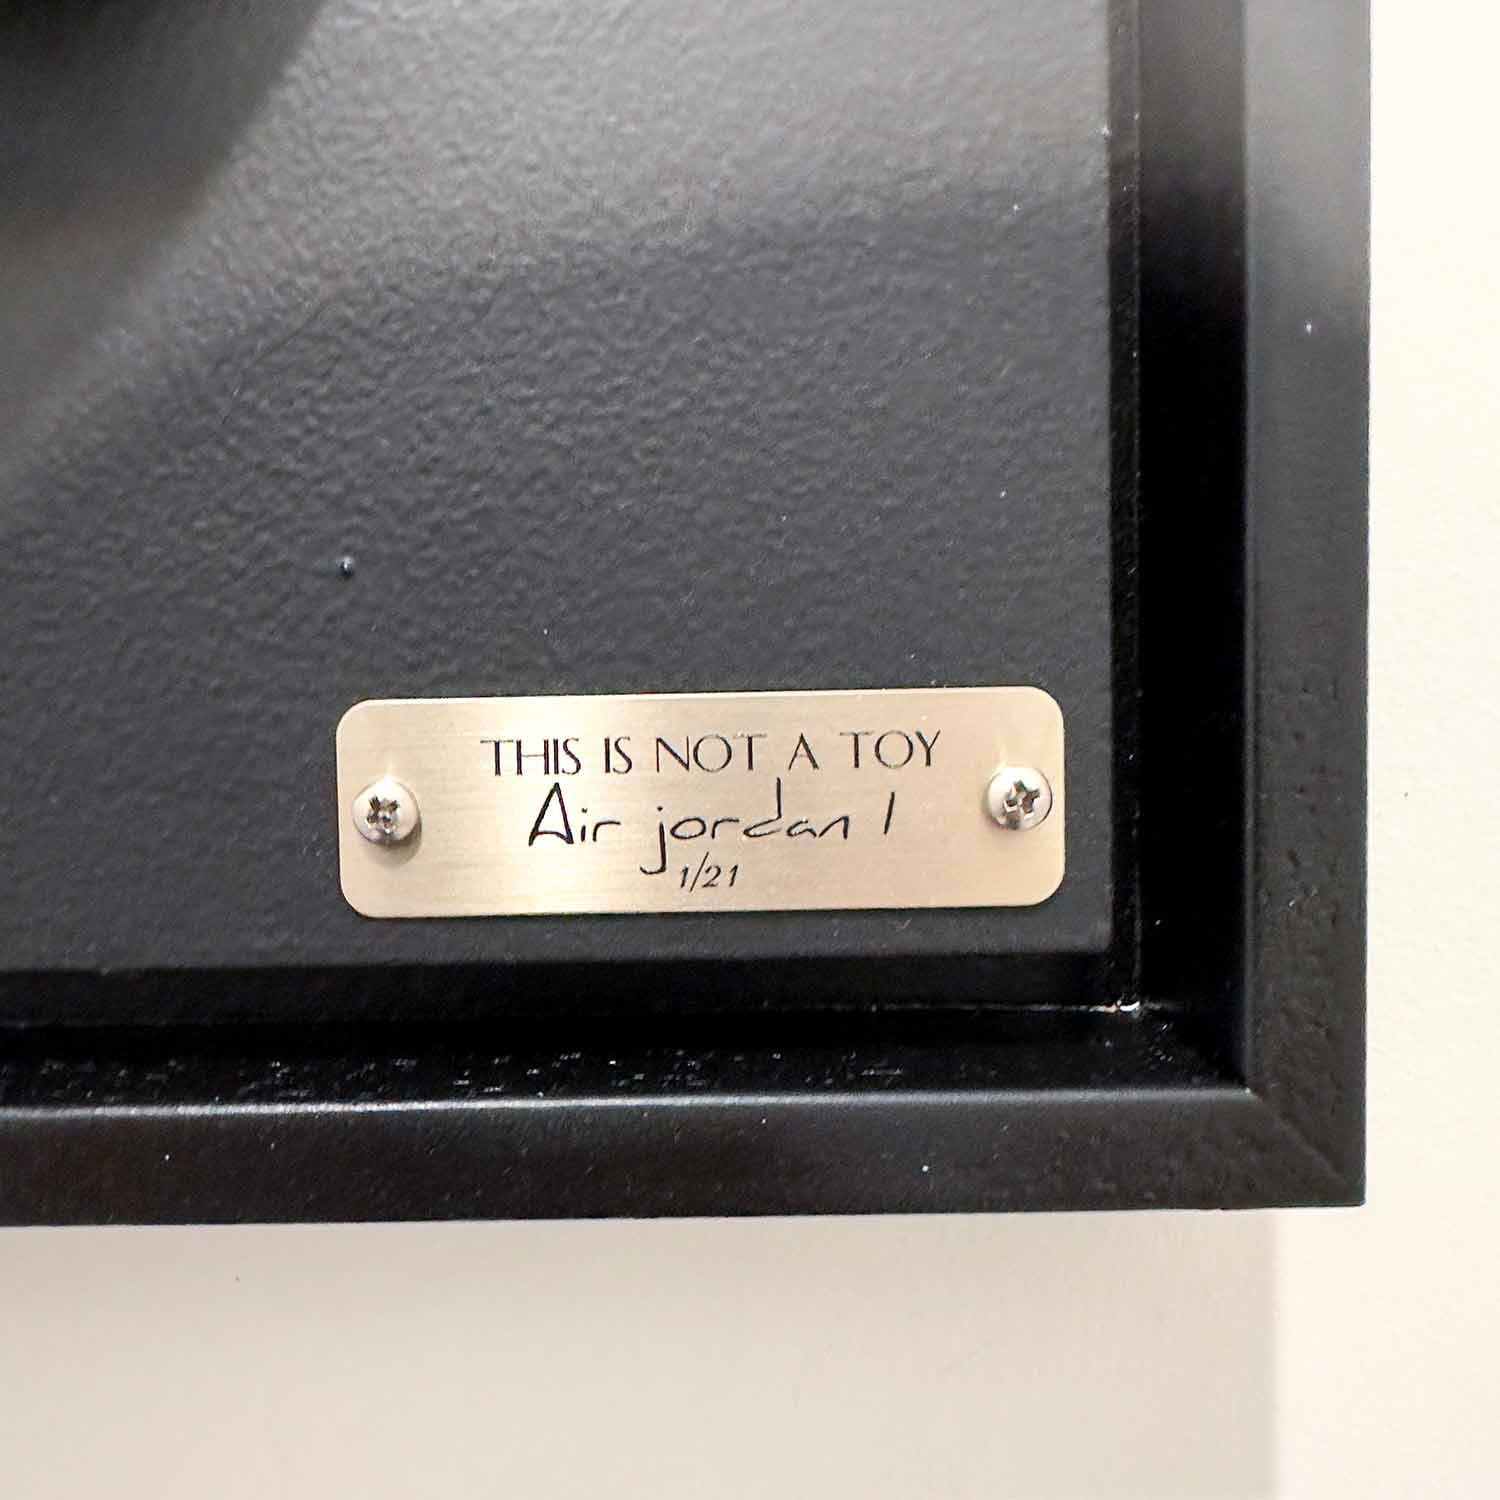 THIS IS NOT A TOY
Air jordan 1
1/21